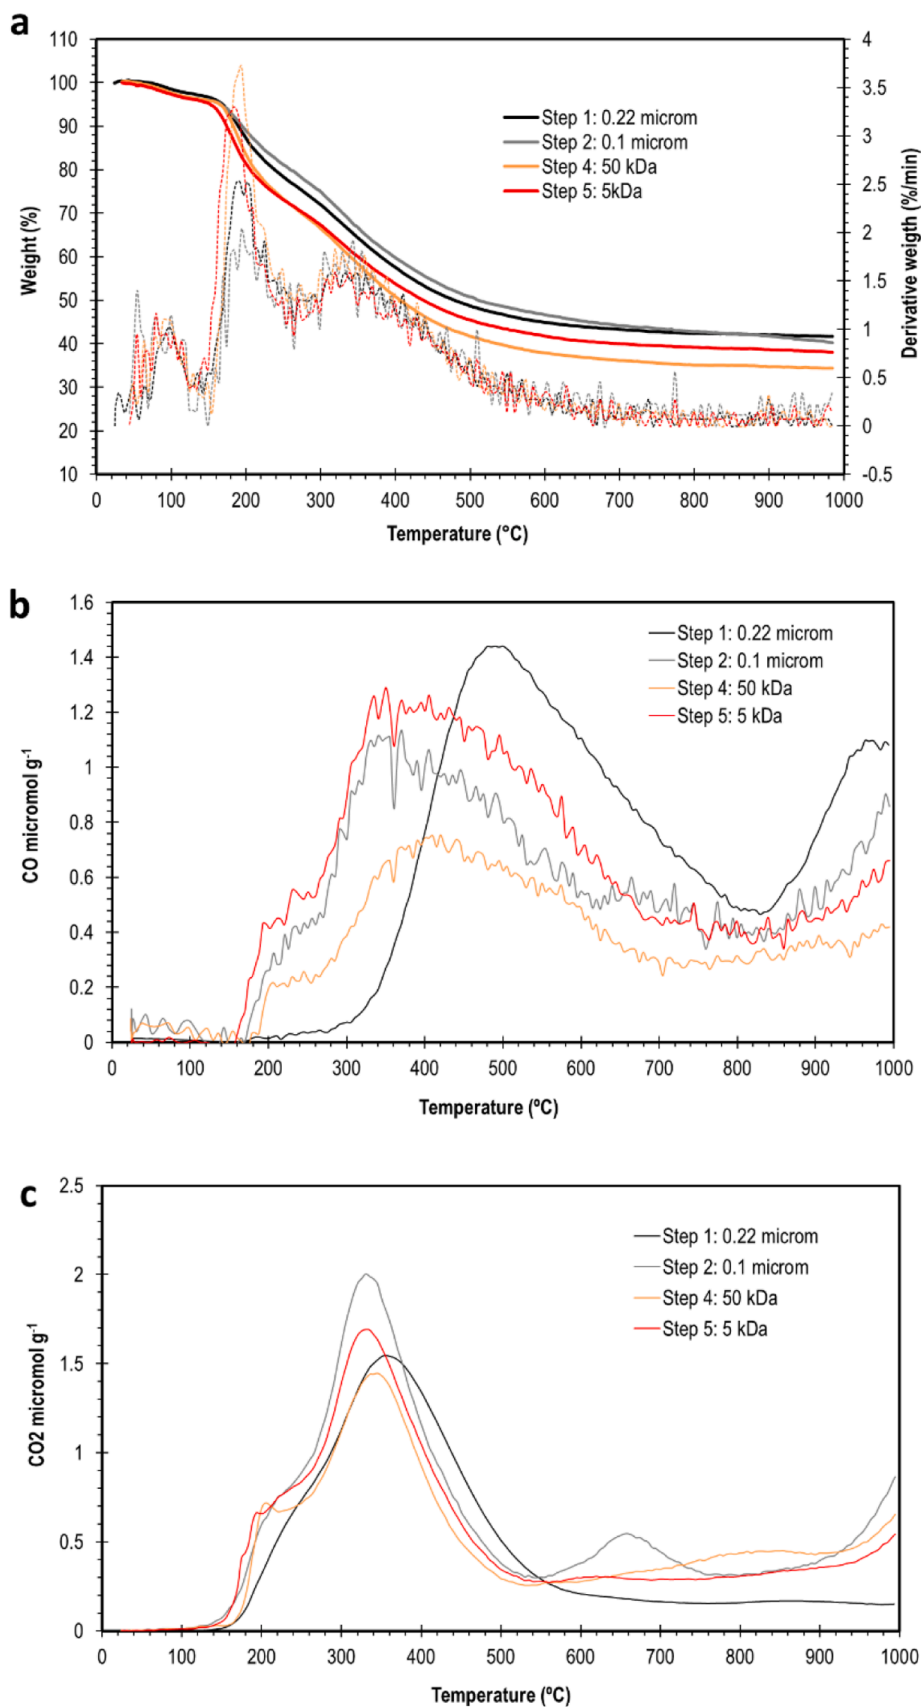 a
110
100
90
80
70
60
50
40
30
20
10
Weight (%)
4
3.5
3
2.5
2
1.5
1
0.5
0
-0.5
Derivative weigth (%/min)
Step 1: 0.22 microm
Step 2: 0.1 microm
Step 4: 50 kDa
Step 5: 5kDa
0 100 200 300 400 500 600 700 800 900 1000
Temperature (°C)
b
1.6
1.4
1.2
1
0.8
0.6
0.4
0.2
0
CO micromol g-1
Step 1: 0.22 microm
Step 2: 0.1 microm
Step 4: 50 kDa
Step 5: 5 kDa
0 100 200 300 400 500 600 700 800 900 1000
Temperature (ºC)
c
2.5
2
1.5
1
0.5
0
CO2 micromol g-1
Step 1: 0.22 microm
Step 2: 0.1 microm
Step 4: 50 kDa
Step 5: 5 kDa
0 100 200 300 400 500 600 700 800 900 1000
Temperature (ºC)